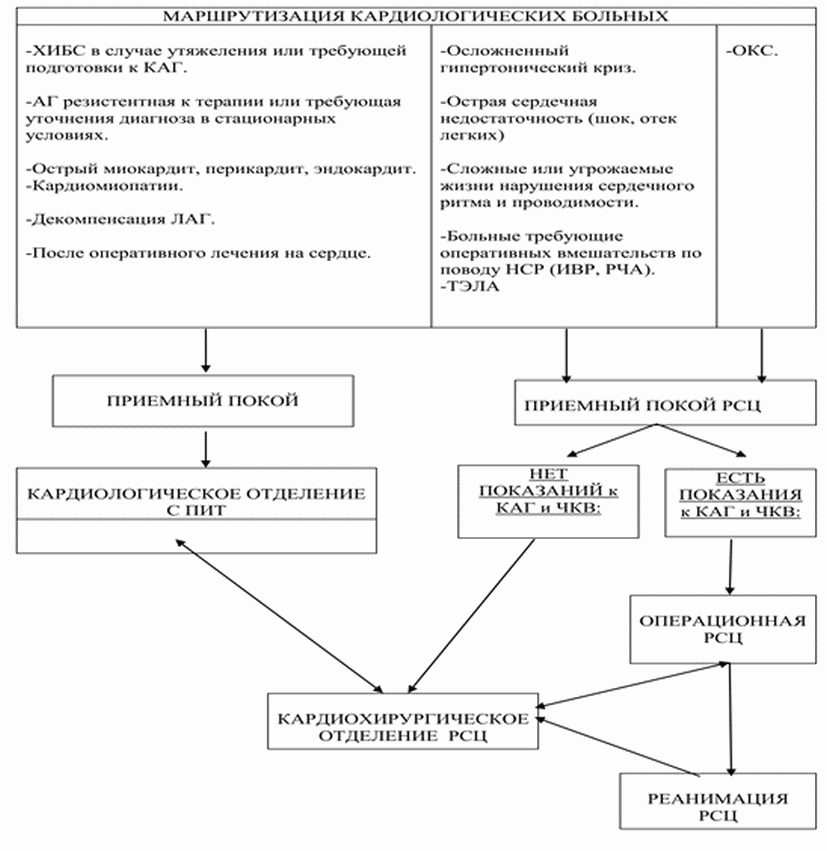 МАРШРУТИЗАЦИЯ КАРДИОЛОГИЧЕСКИХ БОЛЬНЫХ
-ХИБС в случае утяжеления или требующей
подготовки к КАГ.
-АГ резистентная к терапии или требующая
уточнения диагноза в стационарных
условиях.
-Острый миокардит, перикардит, эндокардит.
-Кардиомиопатии.
-Декомпенсация ЛАГ.
-После оперативного лечения на сердце.
-Осложненный
гипертонический криз.
-Острая сердечная
недостаточность (шок, отек
легких)
-Сложные или угрожаемые
жизни нарушения сердечного
ритма и проводимости.
-Больные требующие
оперативных вмешательств по
поводу НСР (ИВР, РЧА).
-ТЭЛА
-ОКС.
ПРИЕМНЫЙ ПОКОЙ
ПРИЕМНЫЙ ПОКОЙ РСЦ
КАРДИОЛОГИЧЕСКОЕ ОТДЕЛЕНИЕ
С ПИТ
НЕТ
ПОКАЗАНИЙ к
КАГ и ЧКВ:
ЕСТЬ
ПОКАЗАНИЯ
к КАГ и ЧКВ:
ОПЕРАЦИОННАЯ
РСЦ
КАРДИОХИРУРГИЧЕСКОЕ
ОТДЕЛЕНИЕ РСЦ
РЕАНИМАЦИЯ
РСЦ